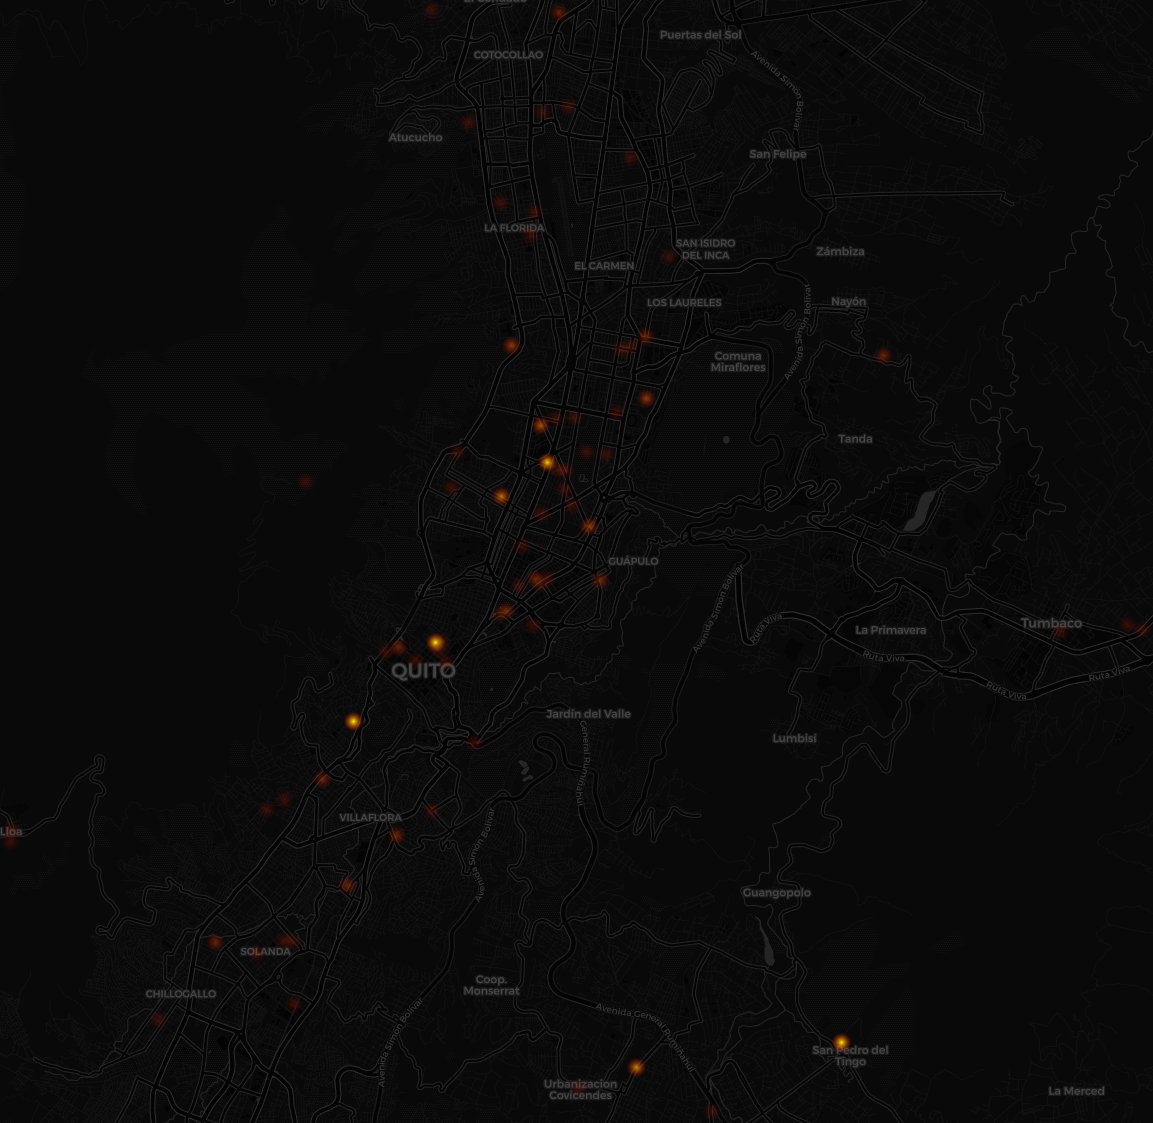 COTOCOLLAO
Puertas del Sol
Avenida Simón Bolívar
Atucucho
San Felipe
LA FLORIDA
SAN ISIDRO
DEL INCA
Zámbiza
EL CARMEN
LOS LAURELES
Nayón
Avenida Simón Bolívar
Comuna
Miraflores
Tanda
GUÁPULO
Avenida Simón Bolívar
Ruta Viva
La Primavera
Tumbaco
Ruta Viva
Ruta Viva
Ruta Viva
QUITO
Jardín del Valle
General Rumiñahui
Lumbisí
VILLAFLORA
Lloa
Avenida Simón Bolívar
Guangopolo
SOLANDA
Coop.
Monserrat
CHILLOGALLO
Avenida General Rumiñahui
Avenida Simón Bolívar
San Pedro del
Tingo
Urbanizacion
Covicendes
La Merced